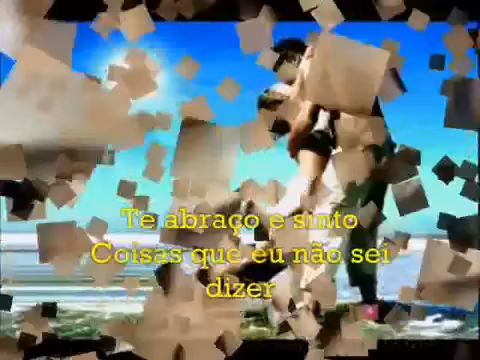 Te abraço e sinto
Coisas que eu não sei
dizer